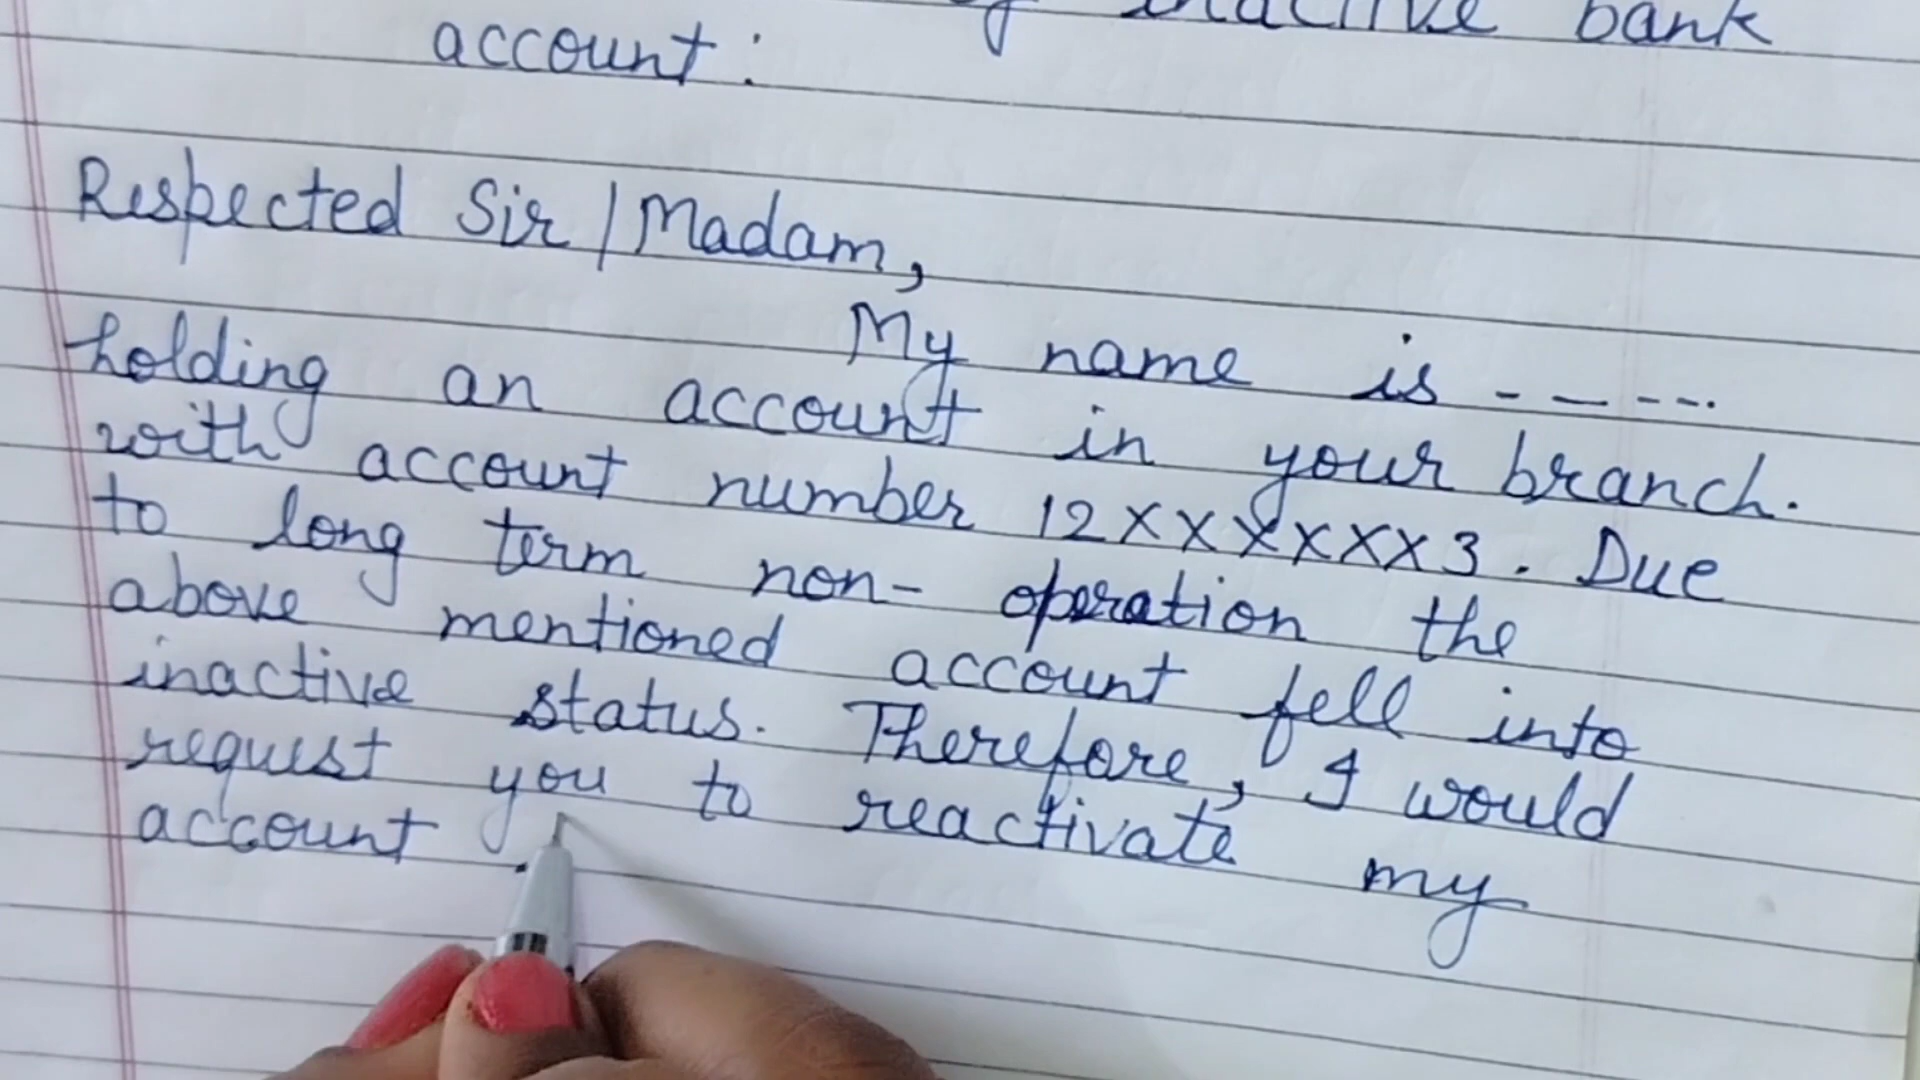 inactive bank
account:
Respected Sir/Madam,
My name is - - - - -.
holding an account in your branch.
with account number 12XXXXXX3. Due
to long term non-operation the
above mentioned account fell into
inactive status. Therefore, I would
request you to reactivate my
account.